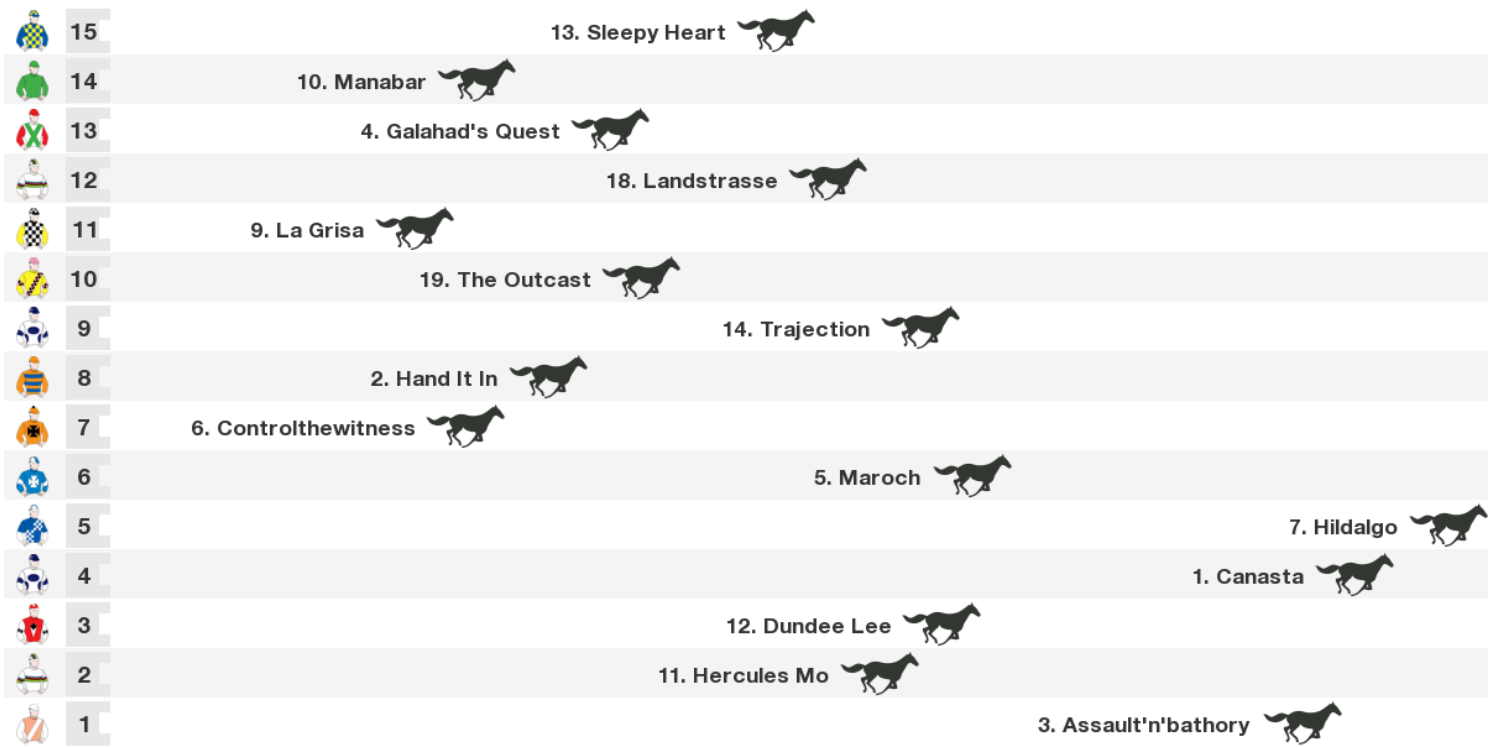 15 13. Sleepy Heart
14 10. Manabar
13 4. Galahad's Quest
12 18. Landstrasse
11 9. La Grisa
10 19. The Outcast
9 14. Trajection
8 2. Hand It In
7 6. Controlthewitness
6 5. Maroch
5 7. Hildalgo
4 1. Canasta
3 12. Dundee Lee
2 11. Hercules Mo
1 3. Assault'n'bathory